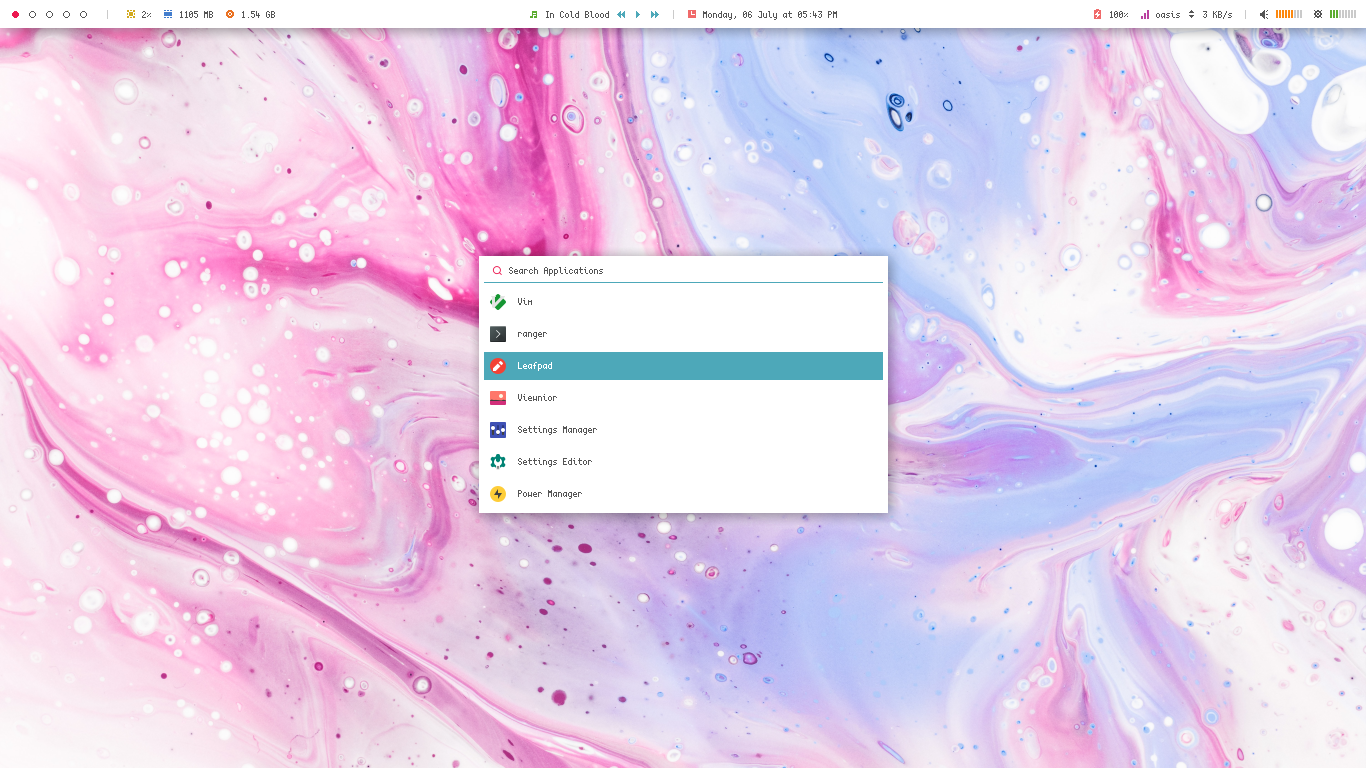 2% 1105 MB 1.54 GB In Cold Blood Monday, 06 July at 05:43 PM 100% oasis 3 KB/s
Search Applications
Vim
ranger
Leafpad
Viewnior
Settings Manager
Settings Editor
Power Manager